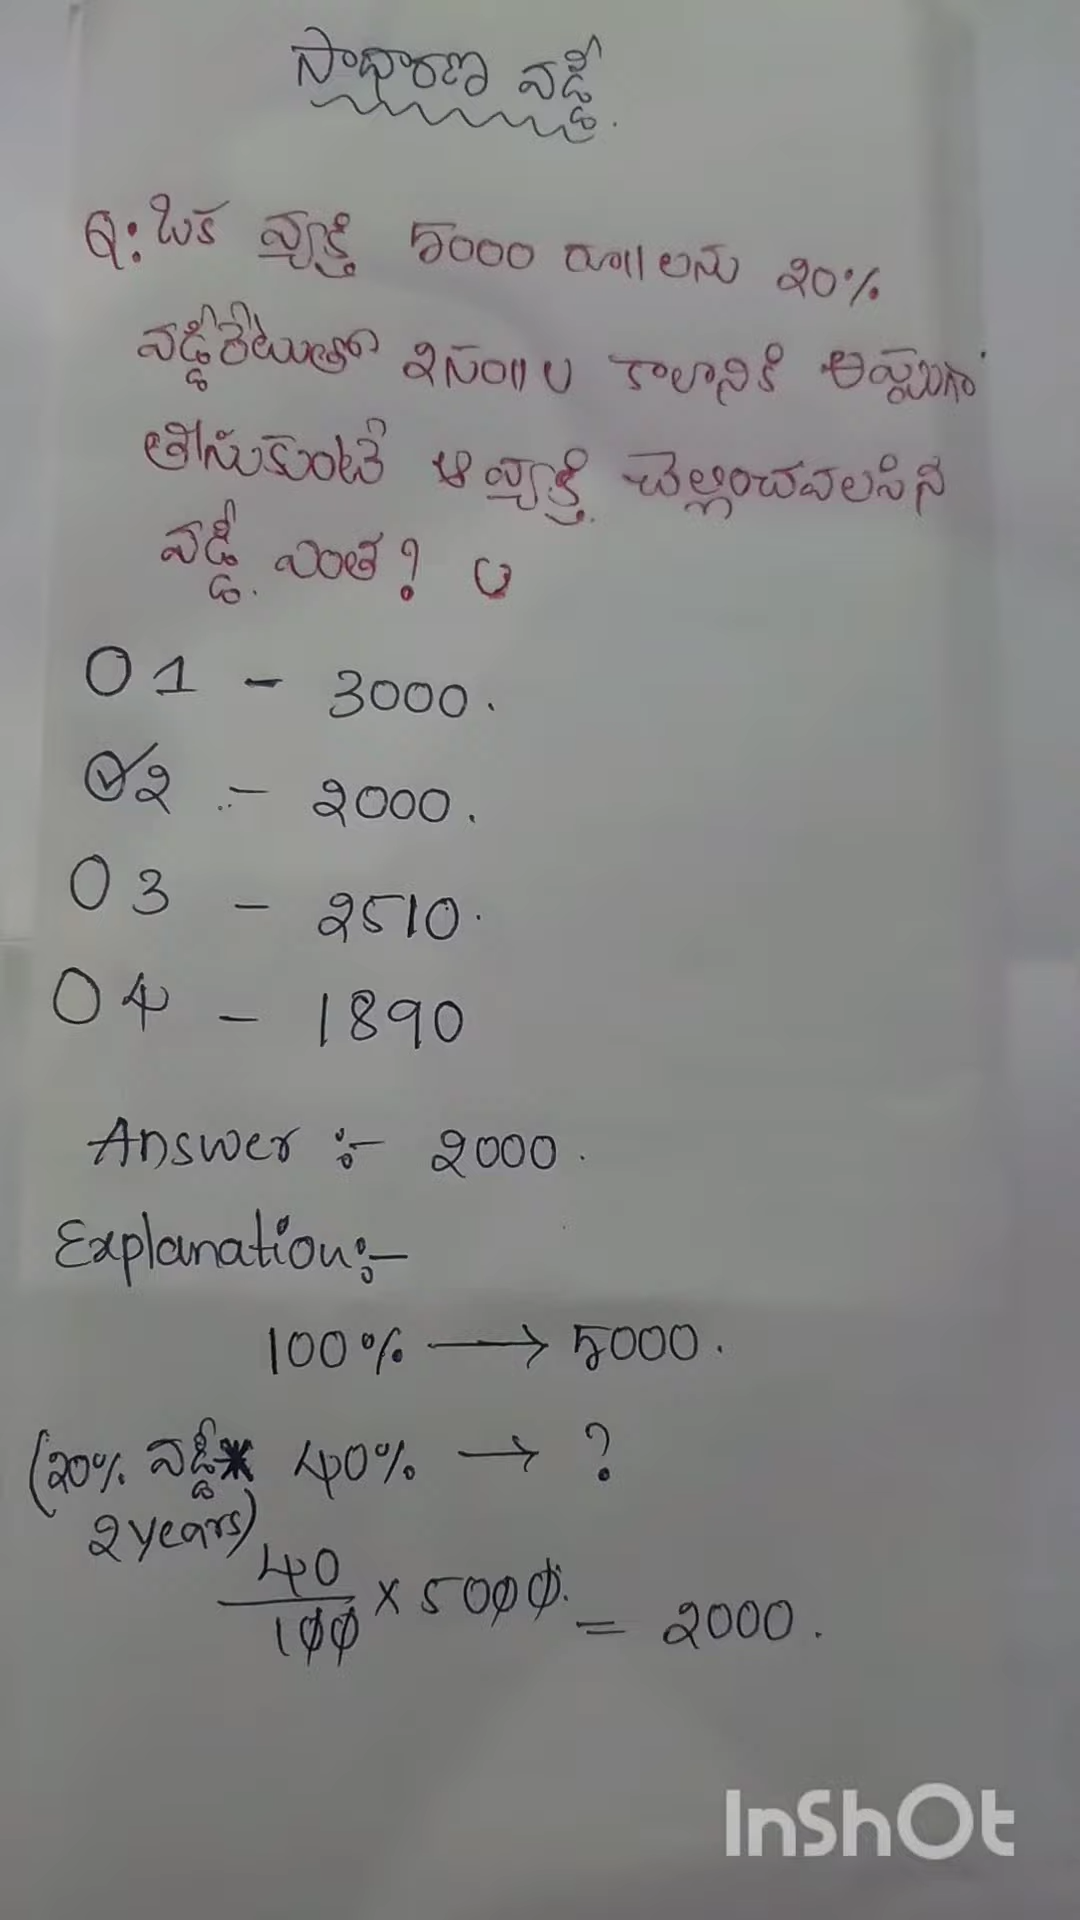 సాధారణ వడ్డీ.
Q: ఒక వ్యక్తి 5000 రూ॥లను 20%
వడ్డీరేటుతో 2సం॥ల కాలానికి అప్పుగా
తీసుకుంటే ఆ వ్యక్తి చెల్లించవలసిన
వడ్డీ ఎంత?
O 1 - 3000.
✓ 2 - 2000.
O 3 - 2510.
O 4 - 1890
Answer :- 2000.
Explanation:-
100% → 5000.
(20% వడ్డీ* 40% → ?
2 years)
40/100 × 5000. = 2000.
InShOt